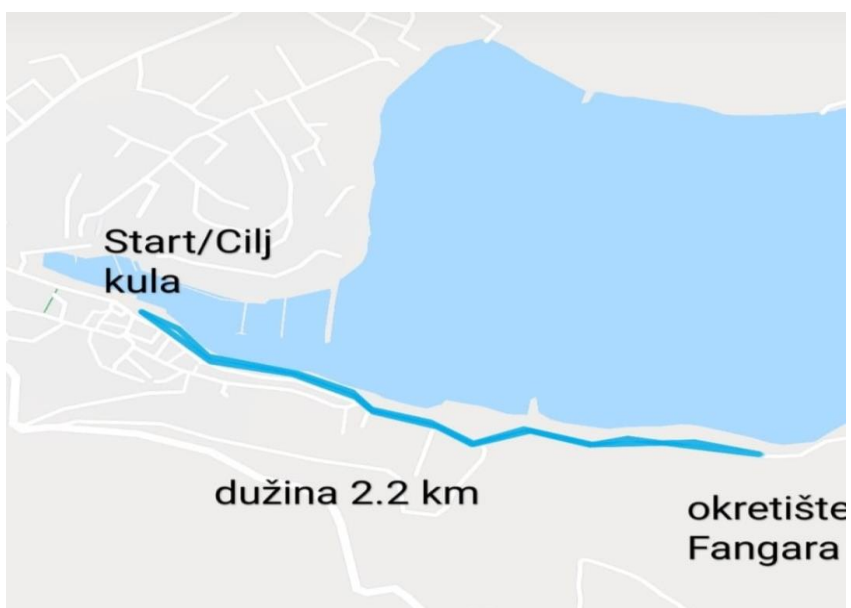 Start/Cilj
kula
dužina 2.2 km
okretište
Fangara